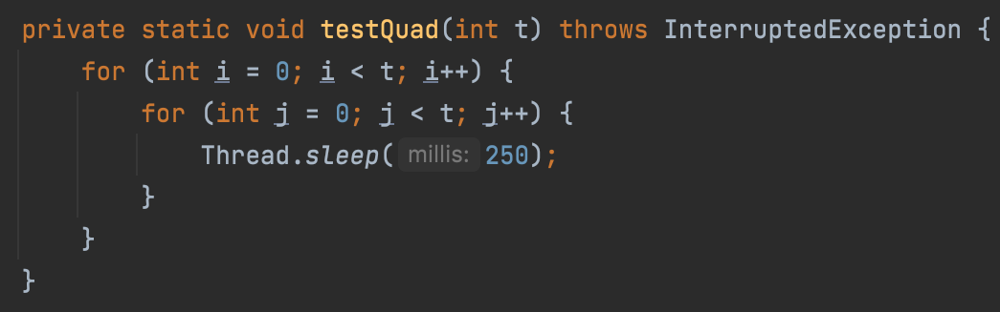 private static void testQuad(int t) throws InterruptedException {
for (int i = 0; i < t; i++) {
for (int j = 0; j < t; j++) {
Thread.sleep( millis: 250);
}
}
}